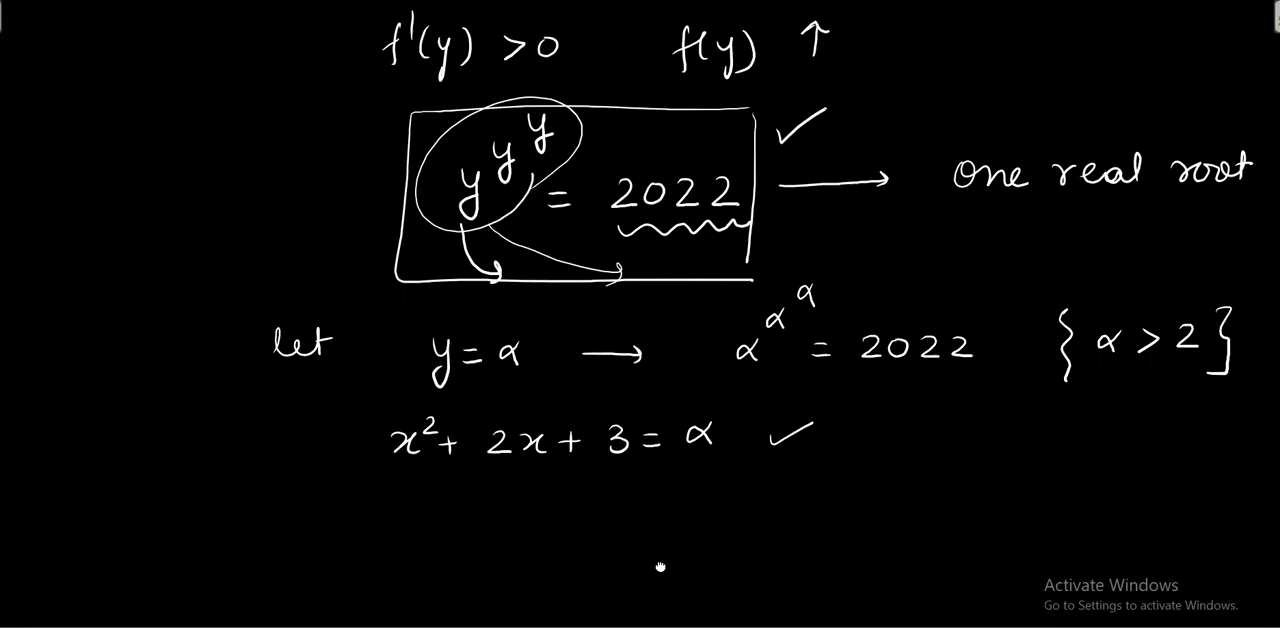 f'(y) > 0 f(y) ↑
y^y^y = 2022 ✓ → One real root
let y = α → α^α^α = 2022 {α > 2}
x² + 2x + 3 = α ✓
Activate Windows
Go to Settings to activate Windows.